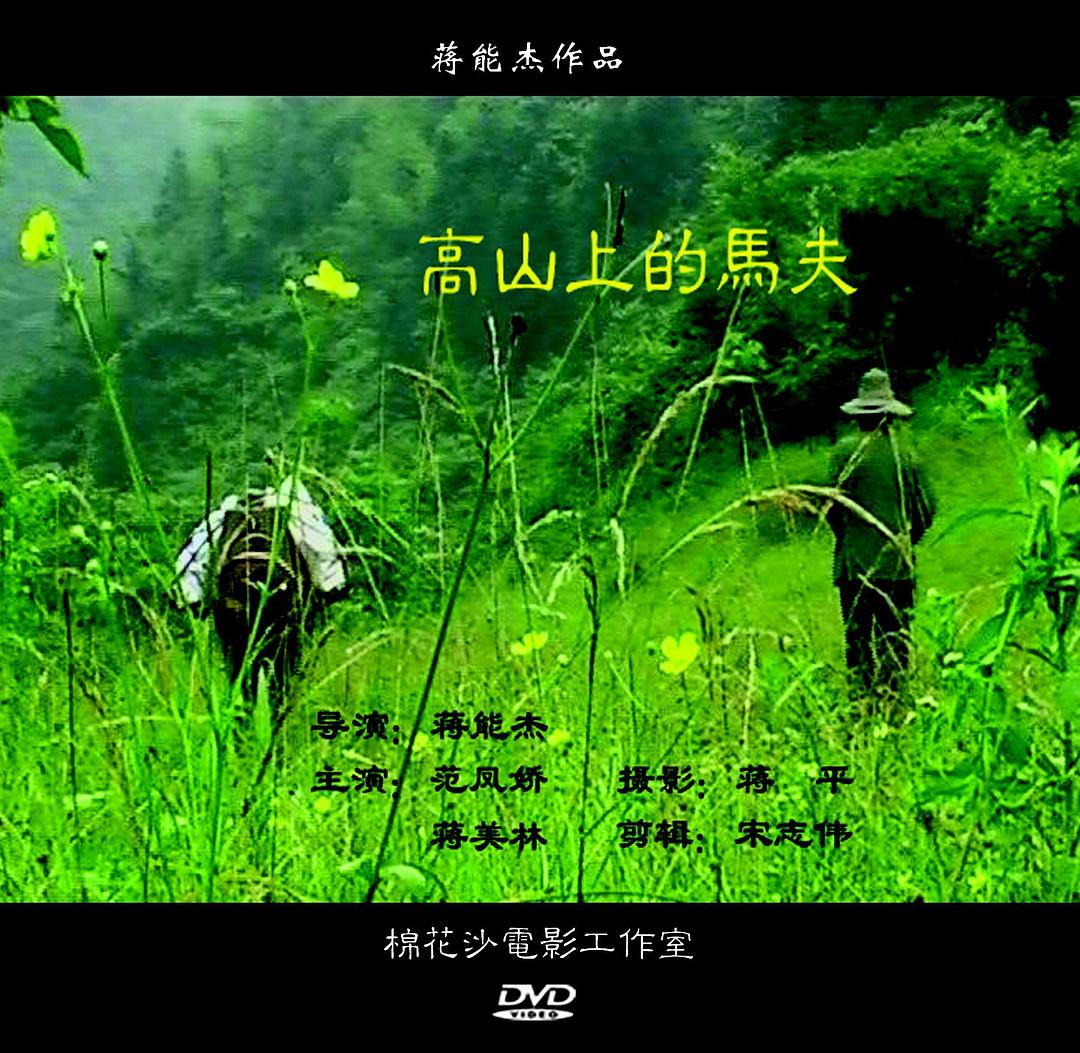 蒋能杰作品
高山上的馬夫
导演：蒋能杰
主演：范凤娇 摄影：蒋 平
蒋美林 剪辑：宋志伟
棉花沙電影工作室
DVD
VIDEO